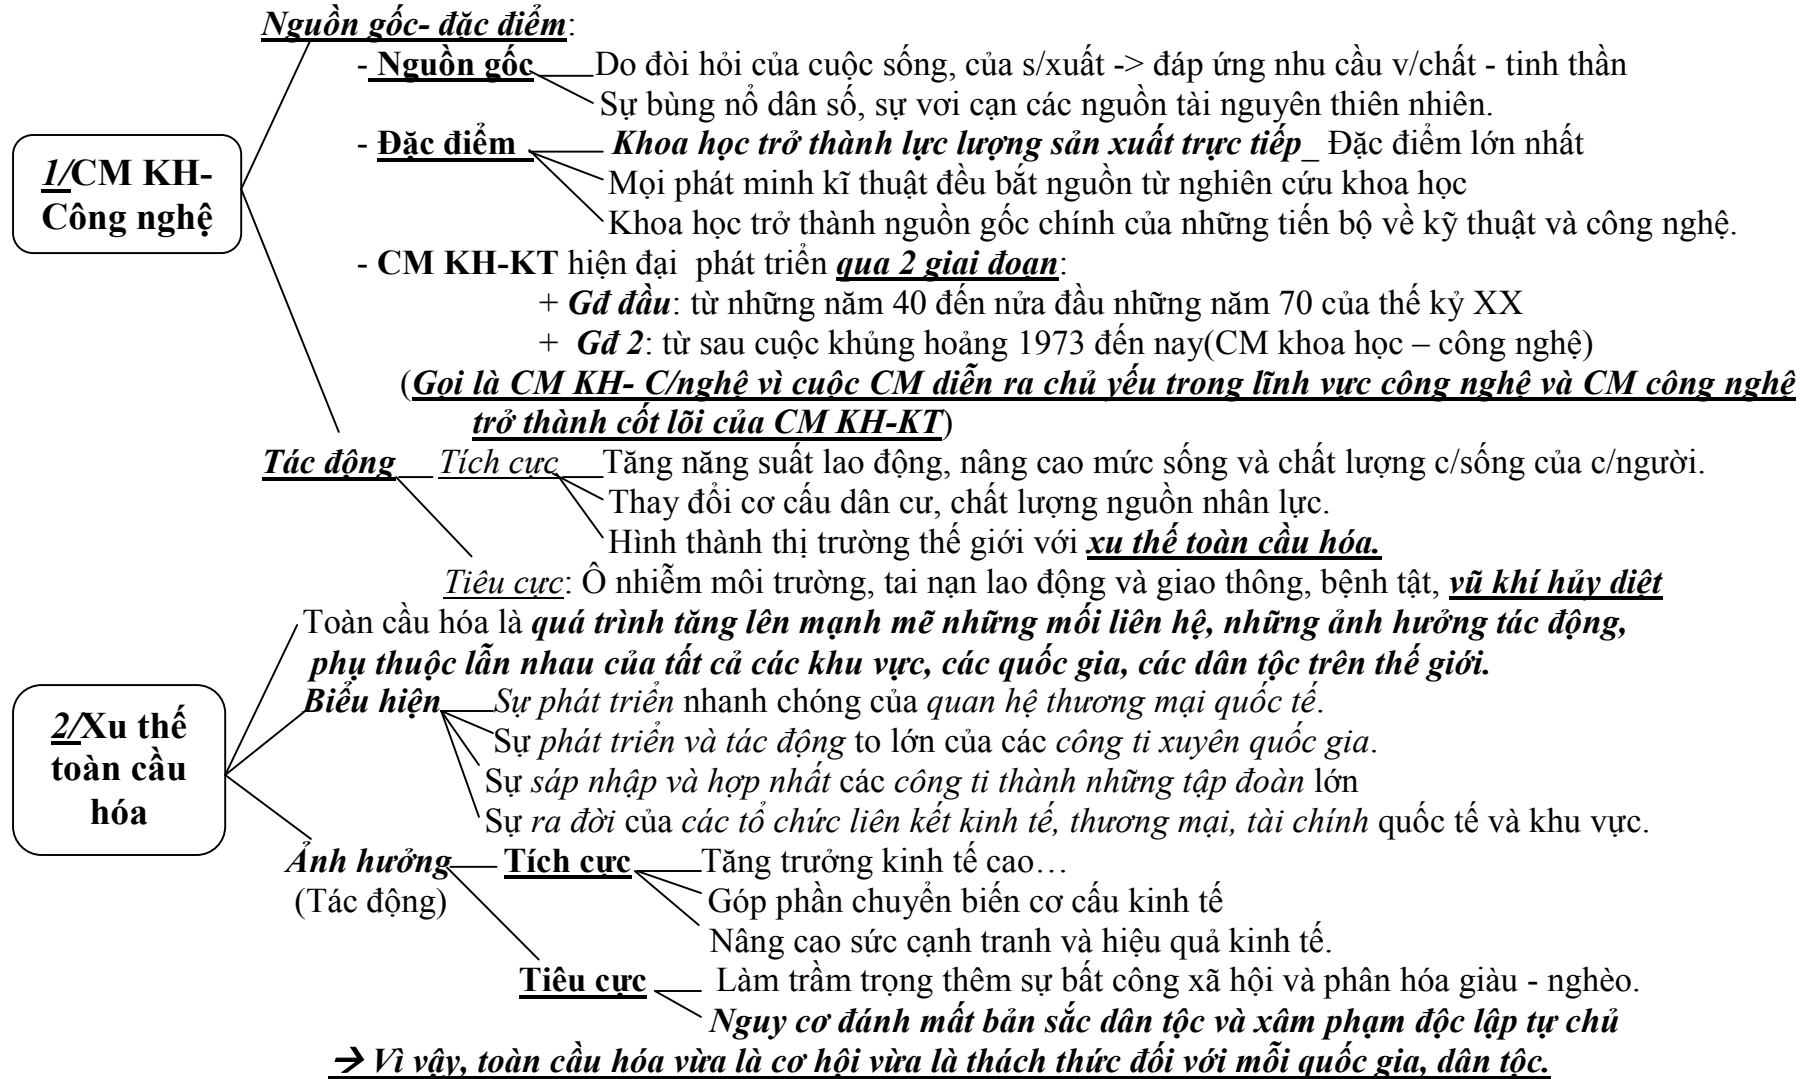 Nguồn gốc- đặc điểm:
- Nguồn gốc Do đòi hỏi của cuộc sống, của s/xuất -> đáp ứng nhu cầu v/chất - tinh thần
Sự bùng nổ dân số, sự vơi cạn các nguồn tài nguyên thiên nhiên.
- Đặc điểm Khoa học trở thành lực lượng sản xuất trực tiếp_ Đặc điểm lớn nhất
1/CM KH-
Công nghệ
Mọi phát minh kĩ thuật đều bắt nguồn từ nghiên cứu khoa học
Khoa học trở thành nguồn gốc chính của những tiến bộ về kỹ thuật và công nghệ.
- CM KH-KT hiện đại phát triển qua 2 giai đoạn:
+ Gđ đầu: từ những năm 40 đến nửa đầu những năm 70 của thế kỷ XX
+ Gđ 2: từ sau cuộc khủng hoảng 1973 đến nay(CM khoa học – công nghệ)
(Gọi là CM KH- C/nghệ vì cuộc CM diễn ra chủ yếu trong lĩnh vực công nghệ và CM công nghệ
trở thành cốt lõi của CM KH-KT)
Tác động Tích cực Tăng năng suất lao động, nâng cao mức sống và chất lượng c/sống của c/người.
Thay đổi cơ cấu dân cư, chất lượng nguồn nhân lực.
Hình thành thị trường thế giới với xu thế toàn cầu hóa.
Tiêu cực: Ô nhiễm môi trường, tai nạn lao động và giao thông, bệnh tật, vũ khí hủy diệt
Toàn cầu hóa là quá trình tăng lên mạnh mẽ những mối liên hệ, những ảnh hưởng tác động,
phụ thuộc lẫn nhau của tất cả các khu vực, các quốc gia, các dân tộc trên thế giới.
2/Xu thế
toàn cầu
hóa
Biểu hiện Sự phát triển nhanh chóng của quan hệ thương mại quốc tế.
Sự phát triển và tác động to lớn của các công ti xuyên quốc gia.
Sự sáp nhập và hợp nhất các công ti thành những tập đoàn lớn
Sự ra đời của các tổ chức liên kết kinh tế, thương mại, tài chính quốc tế và khu vực.
Ảnh hưởng Tích cực Tăng trưởng kinh tế cao…
(Tác động) Góp phần chuyển biến cơ cấu kinh tế
Nâng cao sức cạnh tranh và hiệu quả kinh tế.
Tiêu cực Làm trầm trọng thêm sự bất công xã hội và phân hóa giàu - nghèo.
Nguy cơ đánh mất bản sắc dân tộc và xâm phạm độc lập tự chủ
→ Vì vậy, toàn cầu hóa vừa là cơ hội vừa là thách thức đối với mỗi quốc gia, dân tộc.